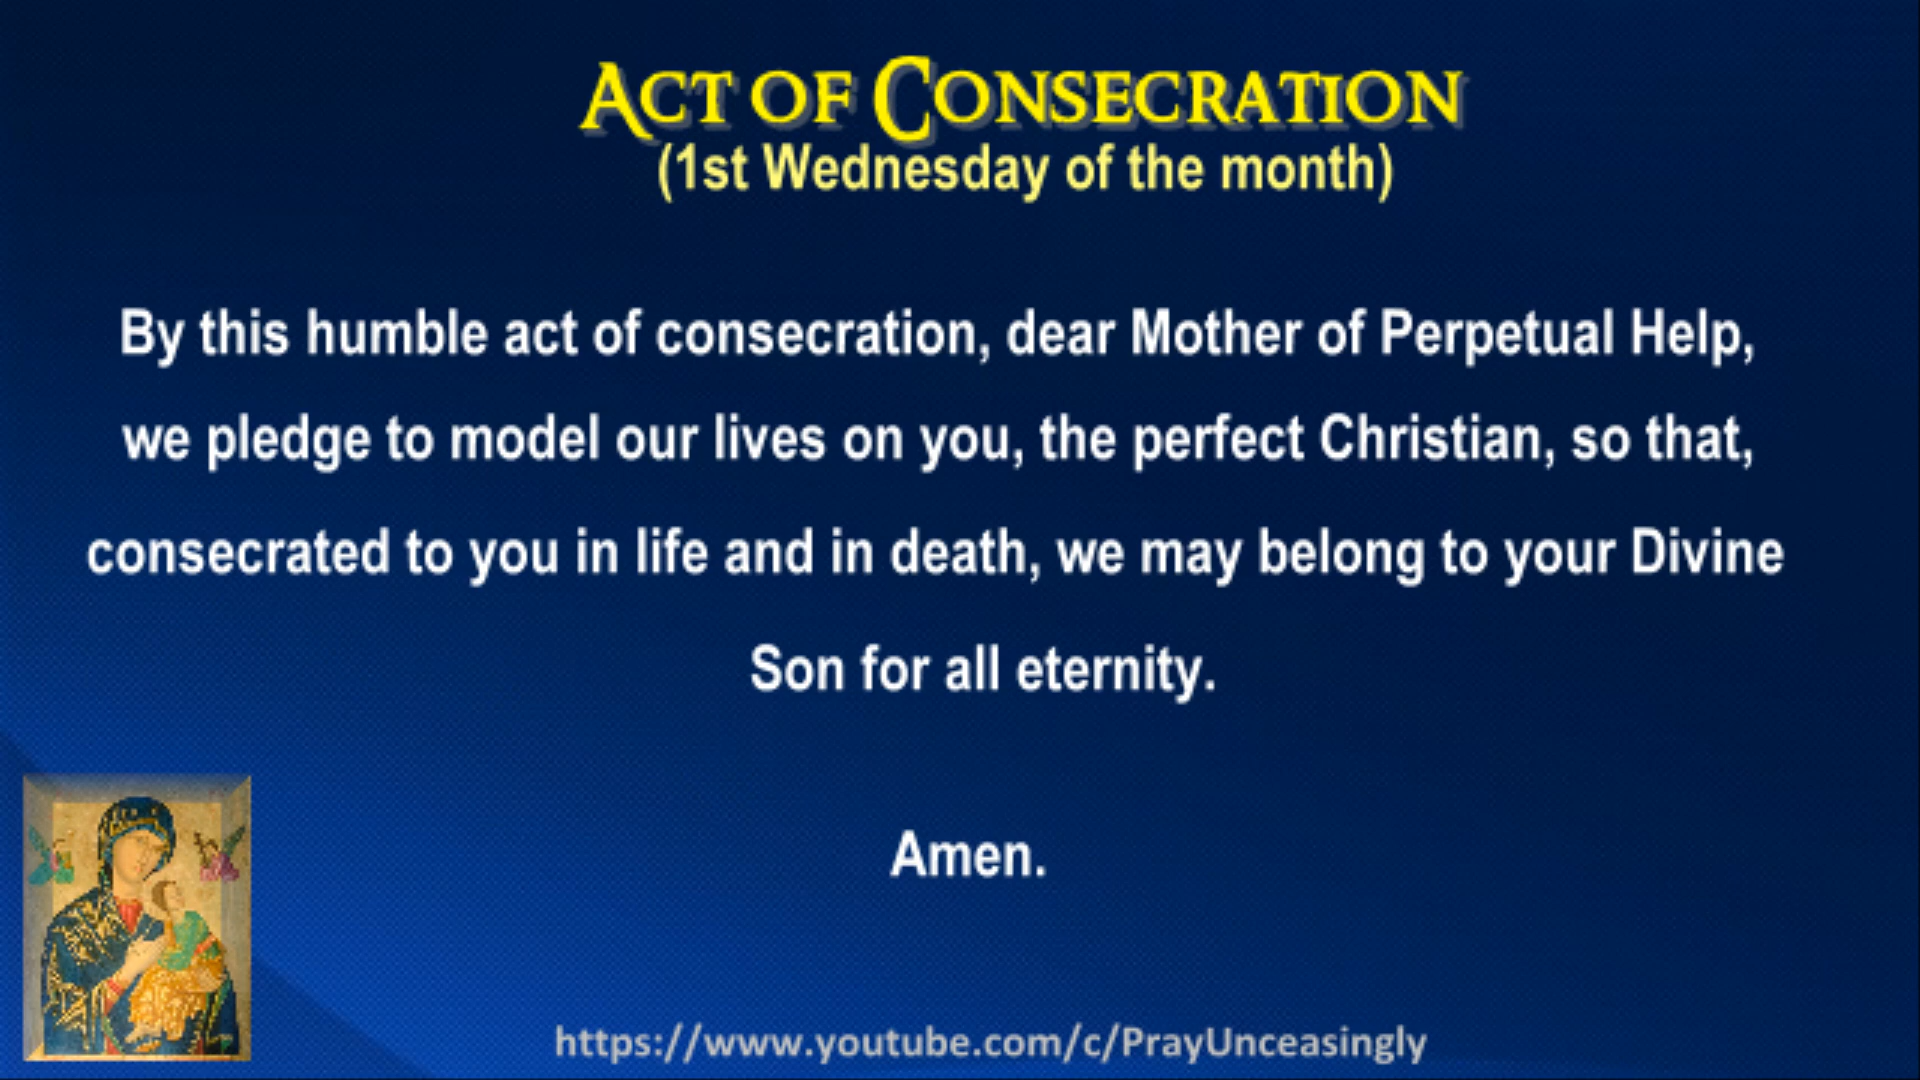 ACT OF CONSECRATION
(1st Wednesday of the month)
By this humble act of consecration, dear Mother of Perpetual Help,
we pledge to model our lives on you, the perfect Christian, so that,
consecrated to you in life and in death, we may belong to your Divine
Son for all eternity.
Amen.
https://www.youtube.com/c/PrayUnceasingly